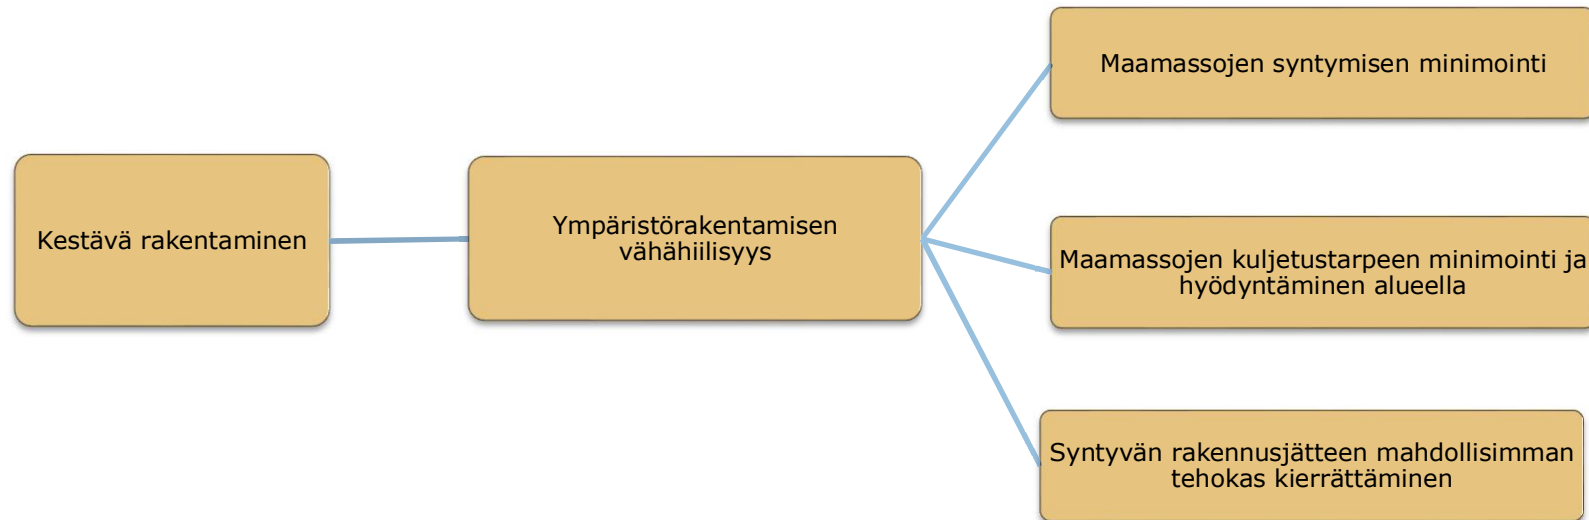 Kestävä rakentaminen
Ympäristörakentamisen
vähähiilisyys
Maamassojen syntymisen minimointi
Maamassojen kuljetustarpeen minimointi ja
hyödyntäminen alueella
Syntyvän rakennusjätteen mahdollisimman
tehokas kierrättäminen